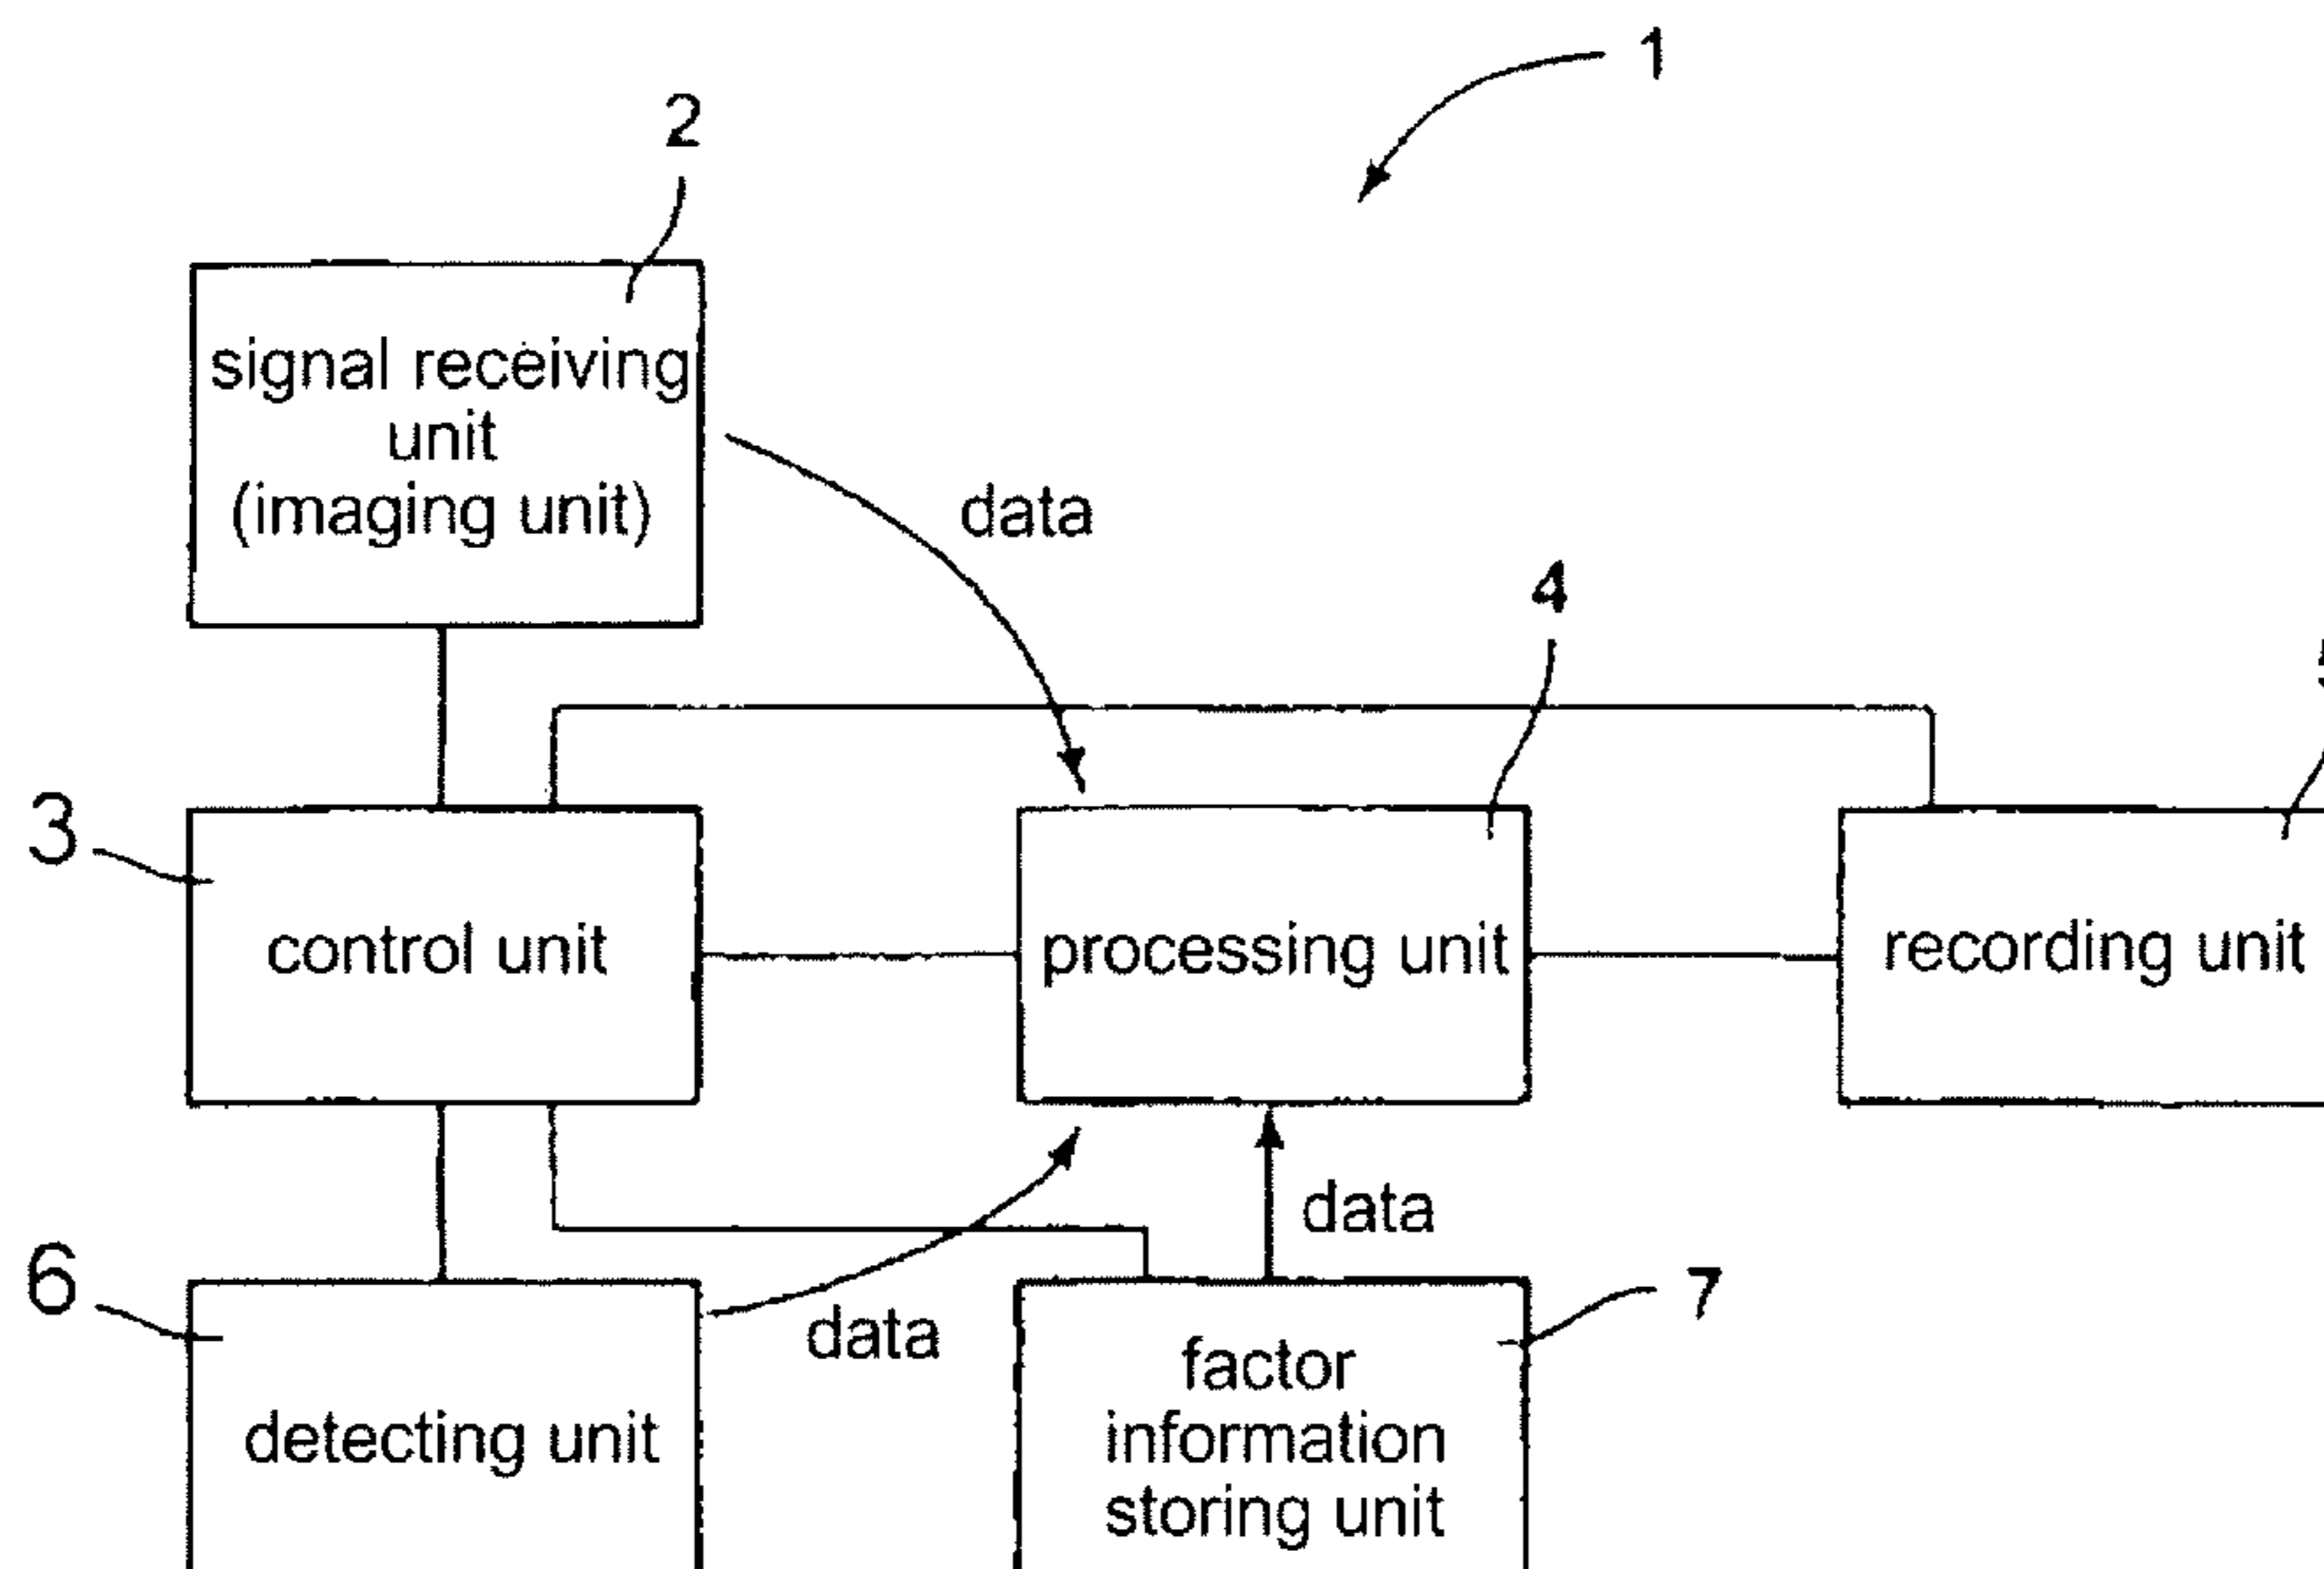 1
2
signal receiving
unit
(imaging unit)
data
4
3
control unit
processing unit
recording unit
data
6
data
7
detecting unit
factor
information
storing unit